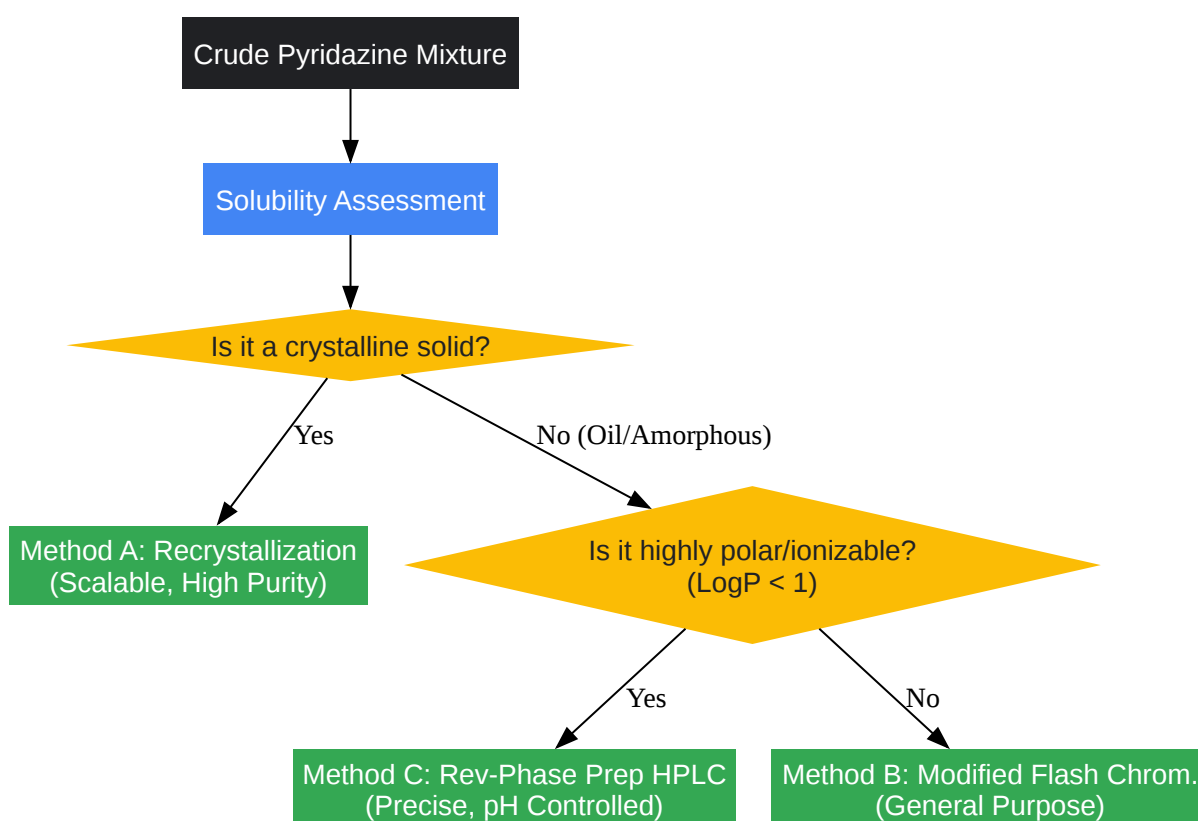 Crude Pyridazine Mixture
Solubility Assessment
Is it a crystalline solid?
Yes
No (Oil/Amorphous)
Method A: Recrystallization
(Scalable, High Purity)
Is it highly polar/ionizable?
(LogP < 1)
Yes
No
Method C: Rev-Phase Prep HPLC
(Precise, pH Controlled)
Method B: Modified Flash Chrom.
(General Purpose)